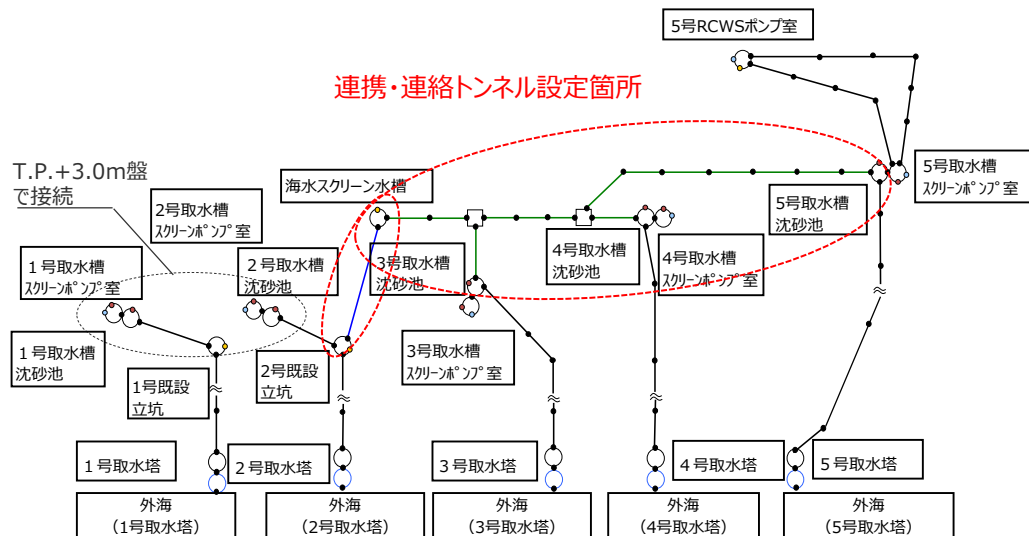 5号RCWSポンプ室
連携・連絡トンネル設定箇所
T.P.+3.0m盤
で接続
2号取水槽
スクリーンポンプ室
海水スクリーン水槽
5号取水槽
スクリーンポンプ室
1号取水槽
スクリーンポンプ室
2号取水槽
沈砂池
3号取水槽
沈砂池
4号取水槽
沈砂池
4号取水槽
スクリーンポンプ室
5号取水槽
沈砂池
1号取水槽
沈砂池
1号既設
立坑
2号既設
立坑
3号取水槽
スクリーンポンプ室
1号取水塔
2号取水塔
3号取水塔
4号取水塔
5号取水塔
外海
(1号取水塔)
外海
(2号取水塔)
外海
(3号取水塔)
外海
(4号取水塔)
外海
(5号取水塔)